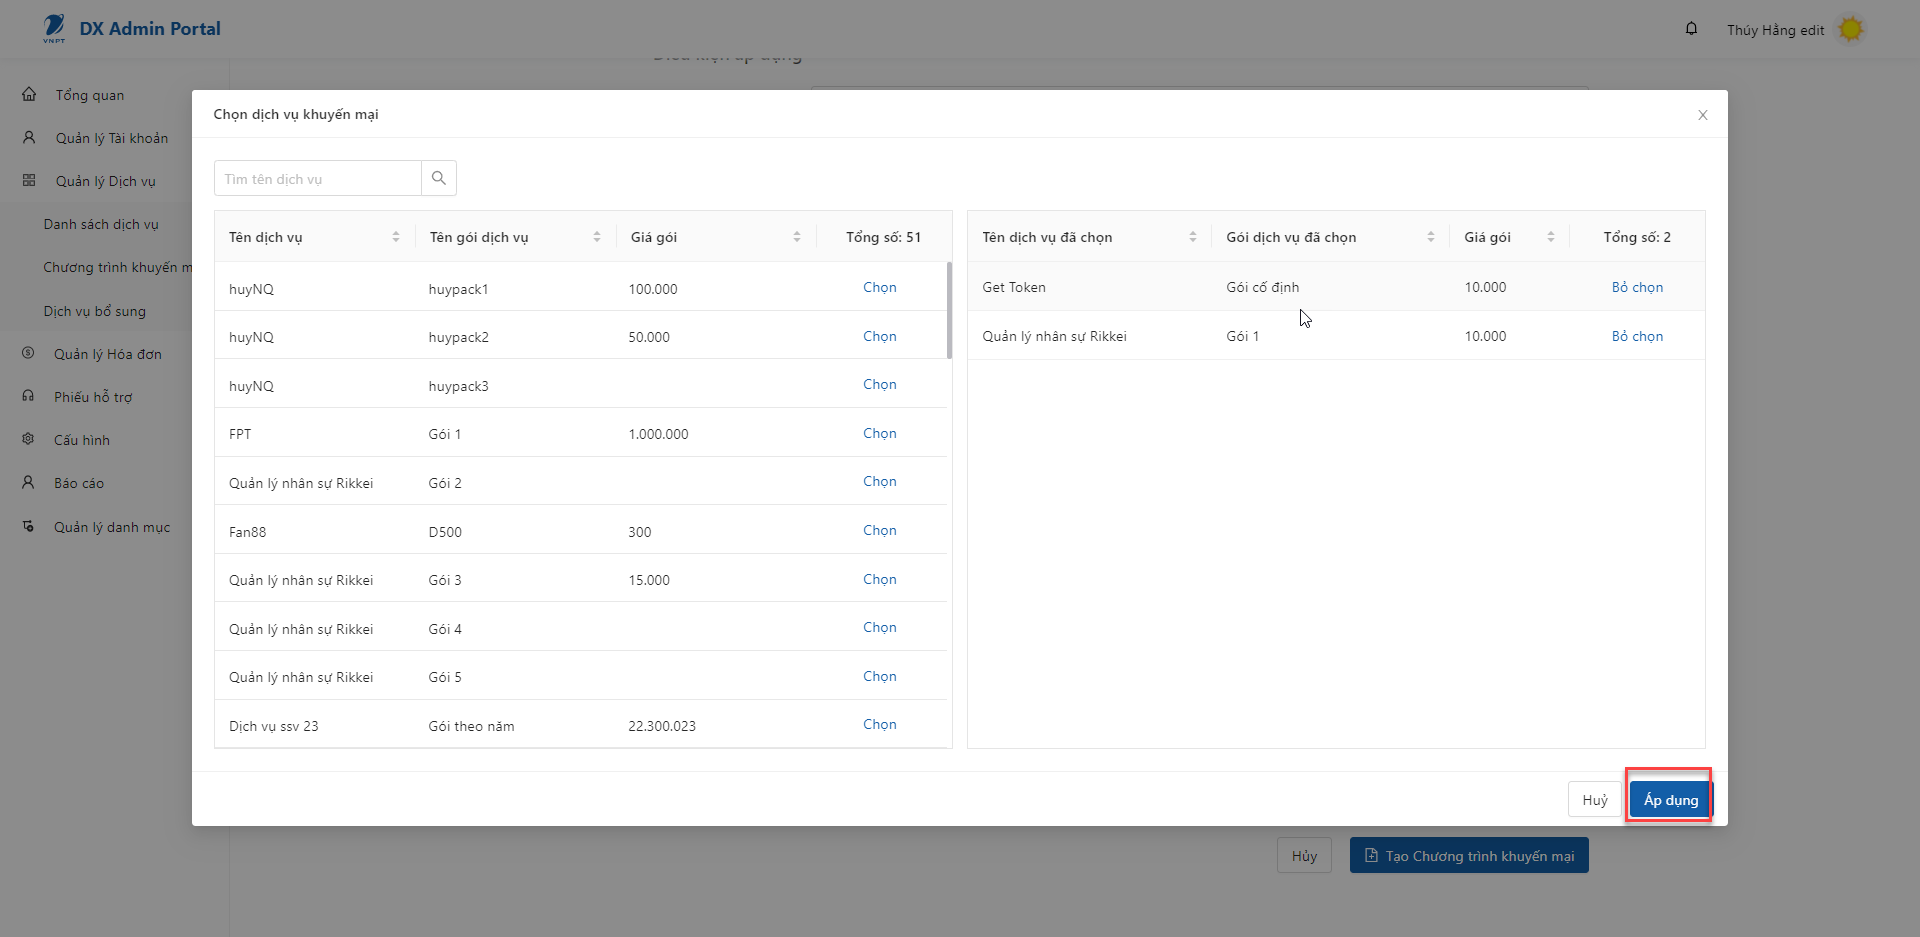 VNPT
DX Admin Portal
Thúy Hằng edit
Điều kiện áp dụng
Tổng quan
Quản lý Tài khoản
Quản lý Dịch vụ
Danh sách dịch vụ
Chương trình khuyến m
Dịch vụ bổ sung
Quản lý Hóa đơn
Phiếu hỗ trợ
Cấu hình
Báo cáo
Quản lý danh mục
Chọn dịch vụ khuyến mại
Tìm tên dịch vụ
Tên dịch vụ Tên gói dịch vụ Giá gói Tổng số: 51
huyNQ huypack1 100.000 Chọn
huyNQ huypack2 50.000 Chọn
huyNQ huypack3 Chọn
FPT Gói 1 1.000.000 Chọn
Quản lý nhân sự Rikkei Gói 2 Chọn
Fan88 D500 300 Chọn
Quản lý nhân sự Rikkei Gói 3 15.000 Chọn
Quản lý nhân sự Rikkei Gói 4 Chọn
Quản lý nhân sự Rikkei Gói 5 Chọn
Dịch vụ ssv 23 Gói theo năm 22.300.023 Chọn
Tên dịch vụ đã chọn Gói dịch vụ đã chọn Giá gói Tổng số: 2
Get Token Gói cố định 10.000 Bỏ chọn
Quản lý nhân sự Rikkei Gói 1 10.000 Bỏ chọn
Huỷ Áp dụng
Hủy Tạo Chương trình khuyến mại